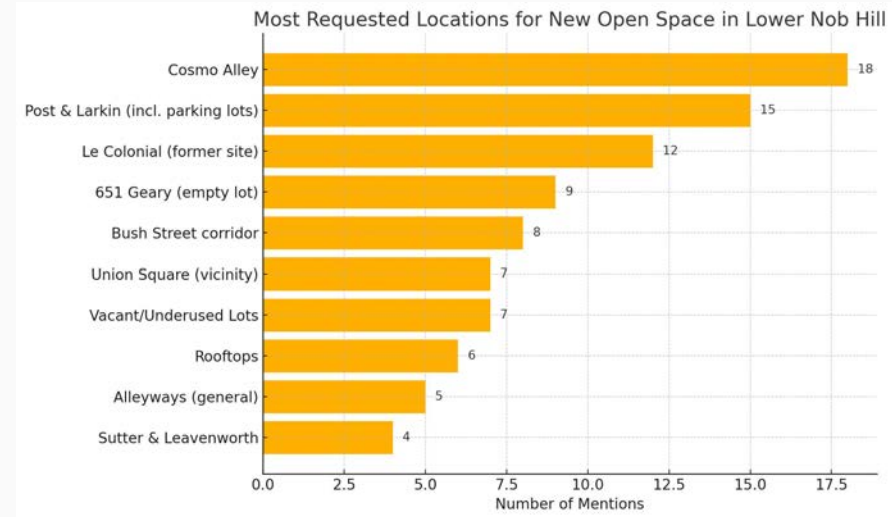 Most Requested Locations for New Open Space in Lower Nob Hill
Cosmo Alley 18
Post & Larkin (incl. parking lots) 15
Le Colonial (former site) 12
651 Geary (empty lot) 9
Bush Street corridor 8
Union Square (vicinity) 7
Vacant/Underused Lots 7
Rooftops 6
Alleyways (general) 5
Sutter & Leavenworth 4
0.0 2.5 5.0 7.5 10.0 12.5 15.0 17.5
Number of Mentions